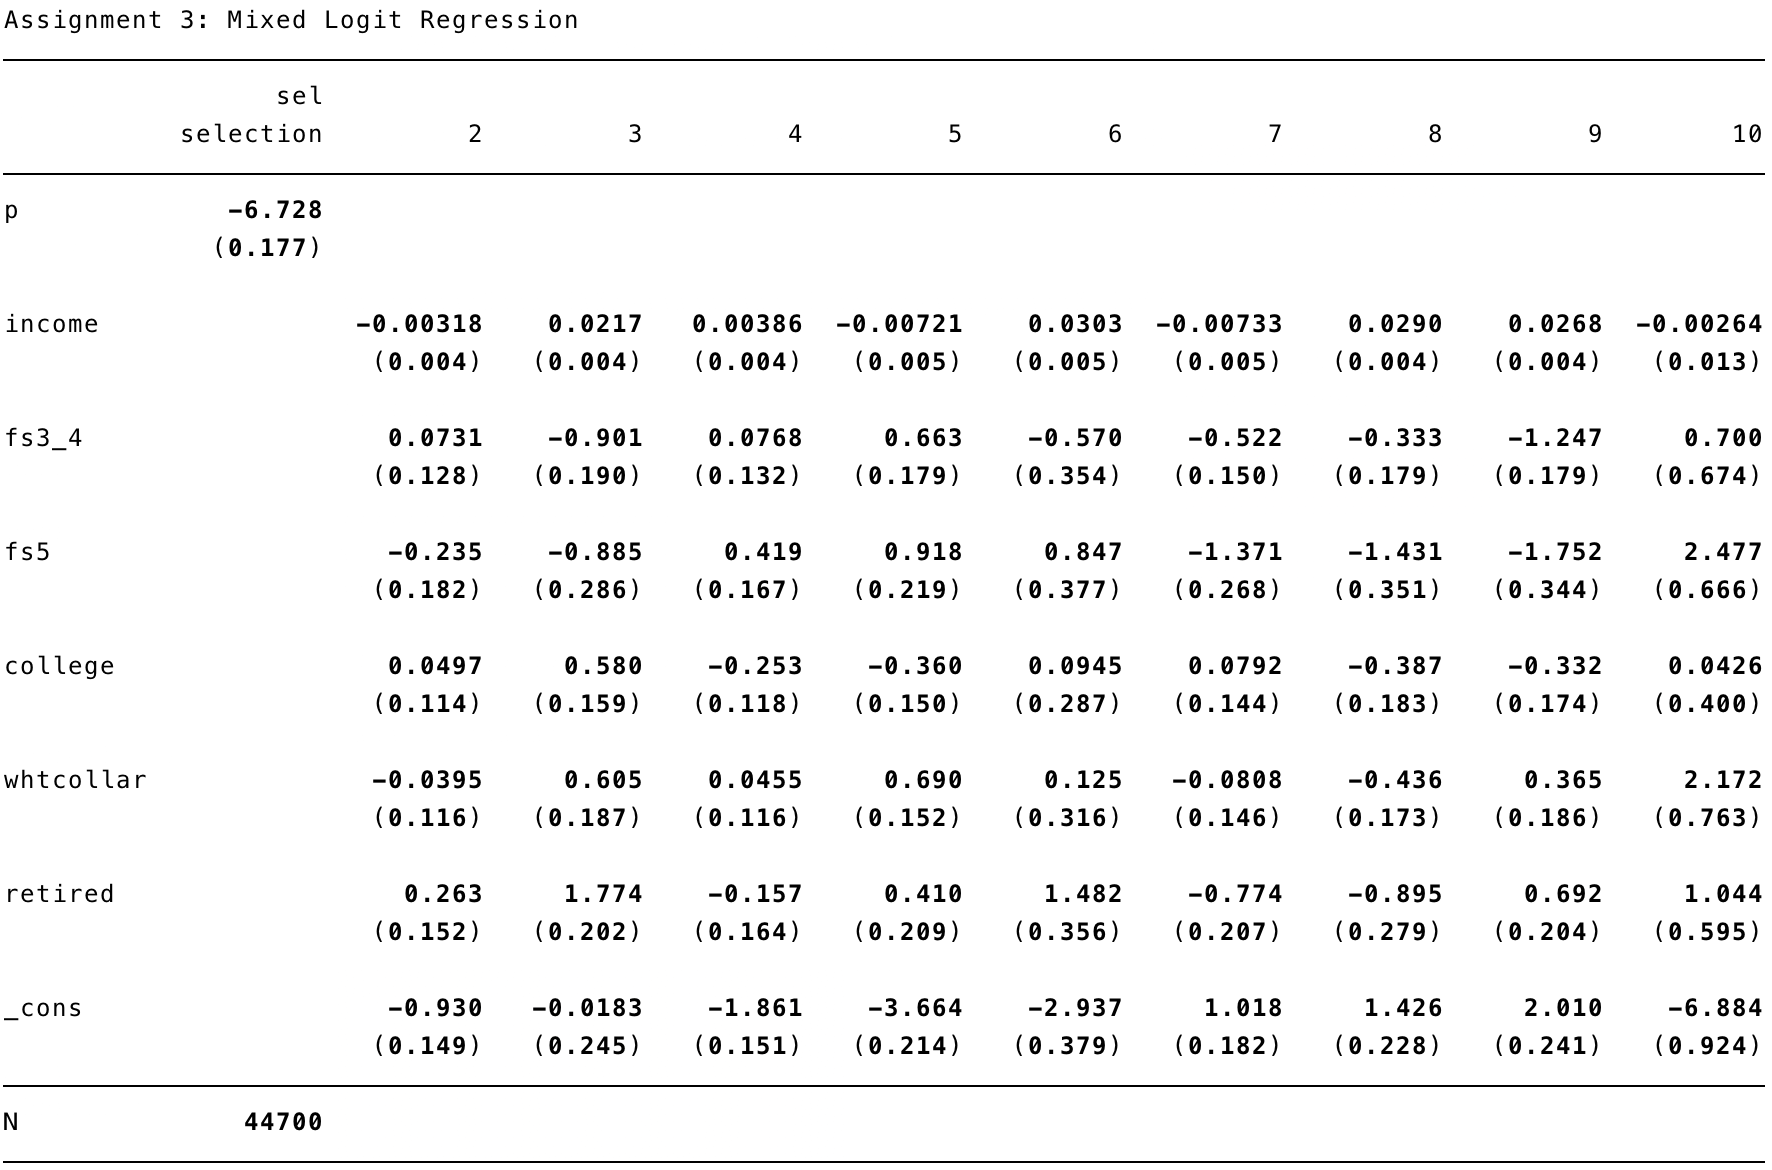 Assignment 3: Mixed Logit Regression
sel
selection 2 3 4 5 6 7 8 9 10
p -6.728
(0.177)
income -0.00318 0.0217 0.00386 -0.00721 0.0303 -0.00733 0.0290 0.0268 -0.00264
(0.004) (0.004) (0.004) (0.005) (0.005) (0.005) (0.004) (0.004) (0.013)
fs3_4 0.0731 -0.901 0.0768 0.663 -0.570 -0.522 -0.333 -1.247 0.700
(0.128) (0.190) (0.132) (0.179) (0.354) (0.150) (0.179) (0.179) (0.674)
fs5 -0.235 -0.885 0.419 0.918 0.847 -1.371 -1.431 -1.752 2.477
(0.182) (0.286) (0.167) (0.219) (0.377) (0.268) (0.351) (0.344) (0.666)
college 0.0497 0.580 -0.253 -0.360 0.0945 0.0792 -0.387 -0.332 0.0426
(0.114) (0.159) (0.118) (0.150) (0.287) (0.144) (0.183) (0.174) (0.400)
whtcollar -0.0395 0.605 0.0455 0.690 0.125 -0.0808 -0.436 0.365 2.172
(0.116) (0.187) (0.116) (0.152) (0.316) (0.146) (0.173) (0.186) (0.763)
retired 0.263 1.774 -0.157 0.410 1.482 -0.774 -0.895 0.692 1.044
(0.152) (0.202) (0.164) (0.209) (0.356) (0.207) (0.279) (0.204) (0.595)
_cons -0.930 -0.0183 -1.861 -3.664 -2.937 1.018 1.426 2.010 -6.884
(0.149) (0.245) (0.151) (0.214) (0.379) (0.182) (0.228) (0.241) (0.924)
N 44700